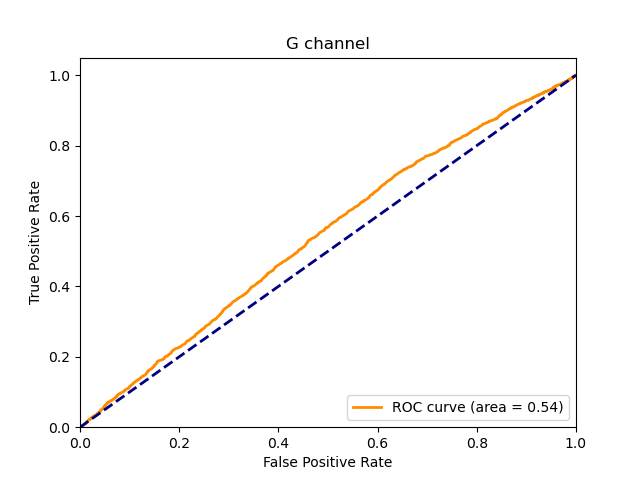 G channel
1.0
0.8
0.6
0.4
0.2
0.0
True Positive Rate
0.0 0.2 0.4 0.6 0.8 1.0
False Positive Rate
ROC curve (area = 0.54)